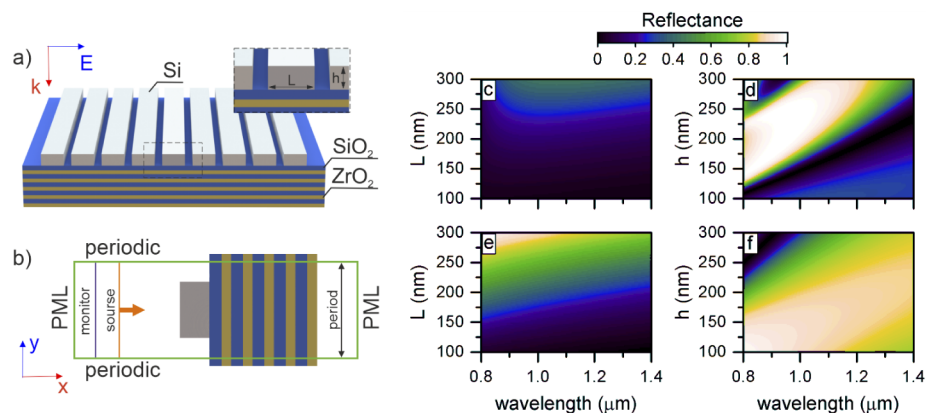 a)
E
k
Si
L
h
SiO₂
ZrO₂
b)
periodic
PML
monitor
sourse
period
PML
periodic
y
x
Reflectance
0 0.2 0.4 0.6 0.8 1
c
L (nm)
300
250
200
150
100
d
h (nm)
300
250
200
150
100
e
L (nm)
300
250
200
150
100
0.8 1.0 1.2 1.4
wavelength (μm)
f
h (nm)
300
250
200
150
100
0.8 1.0 1.2 1.4
wavelength (μm)